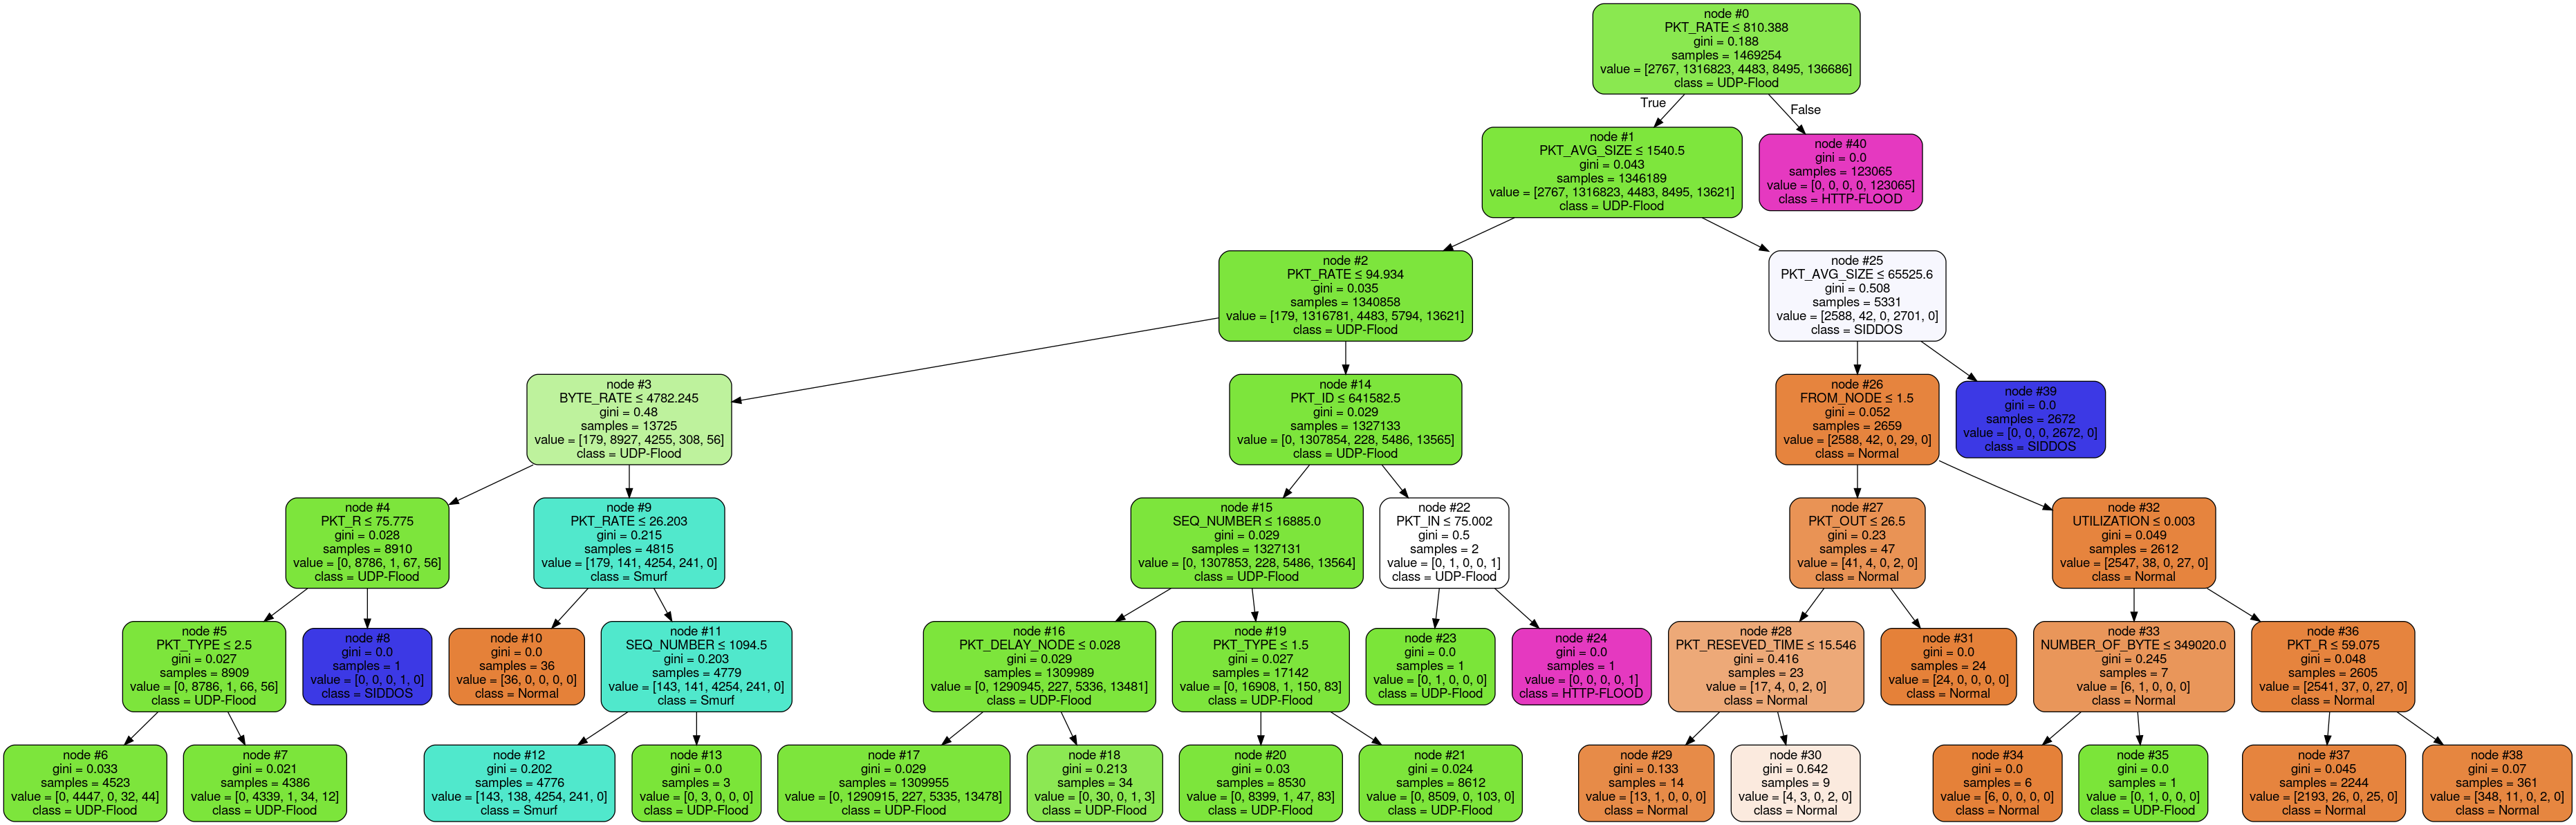 node #0
PKT_RATE ≤ 810.388
gini = 0.188
samples = 1469254
value = [2767, 1316823, 4483, 8495, 136686]
class = UDP-Flood
True
False
node #1
PKT_AVG_SIZE ≤ 1540.5
gini = 0.043
samples = 1346189
value = [2767, 1316823, 4483, 8495, 13621]
class = UDP-Flood
node #40
gini = 0.0
samples = 123065
value = [0, 0, 0, 0, 123065]
class = HTTP-FLOOD
node #2
PKT_RATE ≤ 94.934
gini = 0.035
samples = 1340858
value = [179, 1316781, 4483, 5794, 13621]
class = UDP-Flood
node #25
PKT_AVG_SIZE ≤ 65525.6
gini = 0.508
samples = 5331
value = [2588, 42, 0, 2701, 0]
class = SIDDOS
node #3
BYTE_RATE ≤ 4782.245
gini = 0.48
samples = 13725
value = [179, 8927, 4255, 308, 56]
class = UDP-Flood
node #14
PKT_ID ≤ 641582.5
gini = 0.029
samples = 1327133
value = [0, 1307854, 228, 5486, 13565]
class = UDP-Flood
node #26
FROM_NODE ≤ 1.5
gini = 0.052
samples = 2659
value = [2588, 42, 0, 29, 0]
class = Normal
node #39
gini = 0.0
samples = 2672
value = [0, 0, 0, 2672, 0]
class = SIDDOS
node #4
PKT_R ≤ 75.775
gini = 0.028
samples = 8910
value = [0, 8786, 1, 67, 56]
class = UDP-Flood
node #9
PKT_RATE ≤ 26.203
gini = 0.215
samples = 4815
value = [179, 141, 4254, 241, 0]
class = Smurf
node #15
SEQ_NUMBER ≤ 16885.0
gini = 0.029
samples = 1327131
value = [0, 1307853, 228, 5486, 13564]
class = UDP-Flood
node #22
PKT_IN ≤ 75.002
gini = 0.5
samples = 2
value = [0, 1, 0, 0, 1]
class = UDP-Flood
node #27
PKT_OUT ≤ 26.5
gini = 0.23
samples = 47
value = [41, 4, 0, 2, 0]
class = Normal
node #32
UTILIZATION ≤ 0.003
gini = 0.049
samples = 2612
value = [2547, 38, 0, 27, 0]
class = Normal
node #5
PKT_TYPE ≤ 2.5
gini = 0.027
samples = 8909
value = [0, 8786, 1, 66, 56]
class = UDP-Flood
node #8
gini = 0.0
samples = 1
value = [0, 0, 0, 1, 0]
class = SIDDOS
node #10
gini = 0.0
samples = 36
value = [36, 0, 0, 0, 0]
class = Normal
node #11
SEQ_NUMBER ≤ 1094.5
gini = 0.203
samples = 4779
value = [143, 141, 4254, 241, 0]
class = Smurf
node #16
PKT_DELAY_NODE ≤ 0.028
gini = 0.029
samples = 1309989
value = [0, 1290945, 227, 5336, 13481]
class = UDP-Flood
node #19
PKT_TYPE ≤ 1.5
gini = 0.027
samples = 17142
value = [0, 16908, 1, 150, 83]
class = UDP-Flood
node #23
gini = 0.0
samples = 1
value = [0, 1, 0, 0, 0]
class = UDP-Flood
node #24
gini = 0.0
samples = 1
value = [0, 0, 0, 0, 1]
class = HTTP-FLOOD
node #28
PKT_RESEVED_TIME ≤ 15.546
gini = 0.416
samples = 23
value = [17, 4, 0, 2, 0]
class = Normal
node #31
gini = 0.0
samples = 24
value = [24, 0, 0, 0, 0]
class = Normal
node #33
NUMBER_OF_BYTE ≤ 349020.0
gini = 0.245
samples = 7
value = [6, 1, 0, 0, 0]
class = Normal
node #36
PKT_R ≤ 59.075
gini = 0.048
samples = 2605
value = [2541, 37, 0, 27, 0]
class = Normal
node #6
gini = 0.033
samples = 4523
value = [0, 4447, 0, 32, 44]
class = UDP-Flood
node #7
gini = 0.021
samples = 4386
value = [0, 4339, 1, 34, 12]
class = UDP-Flood
node #12
gini = 0.202
samples = 4776
value = [143, 138, 4254, 241, 0]
class = Smurf
node #13
gini = 0.0
samples = 3
value = [0, 3, 0, 0, 0]
class = UDP-Flood
node #17
gini = 0.029
samples = 1309955
value = [0, 1290915, 227, 5335, 13478]
class = UDP-Flood
node #18
gini = 0.213
samples = 34
value = [0, 30, 0, 1, 3]
class = UDP-Flood
node #20
gini = 0.03
samples = 8530
value = [0, 8399, 1, 47, 83]
class = UDP-Flood
node #21
gini = 0.024
samples = 8612
value = [0, 8509, 0, 103, 0]
class = UDP-Flood
node #29
gini = 0.133
samples = 14
value = [13, 1, 0, 0, 0]
class = Normal
node #30
gini = 0.642
samples = 9
value = [4, 3, 0, 2, 0]
class = Normal
node #34
gini = 0.0
samples = 6
value = [6, 0, 0, 0, 0]
class = Normal
node #35
gini = 0.0
samples = 1
value = [0, 1, 0, 0, 0]
class = UDP-Flood
node #37
gini = 0.045
samples = 2244
value = [2193, 26, 0, 25, 0]
class = Normal
node #38
gini = 0.07
samples = 361
value = [348, 11, 0, 2, 0]
class = Normal